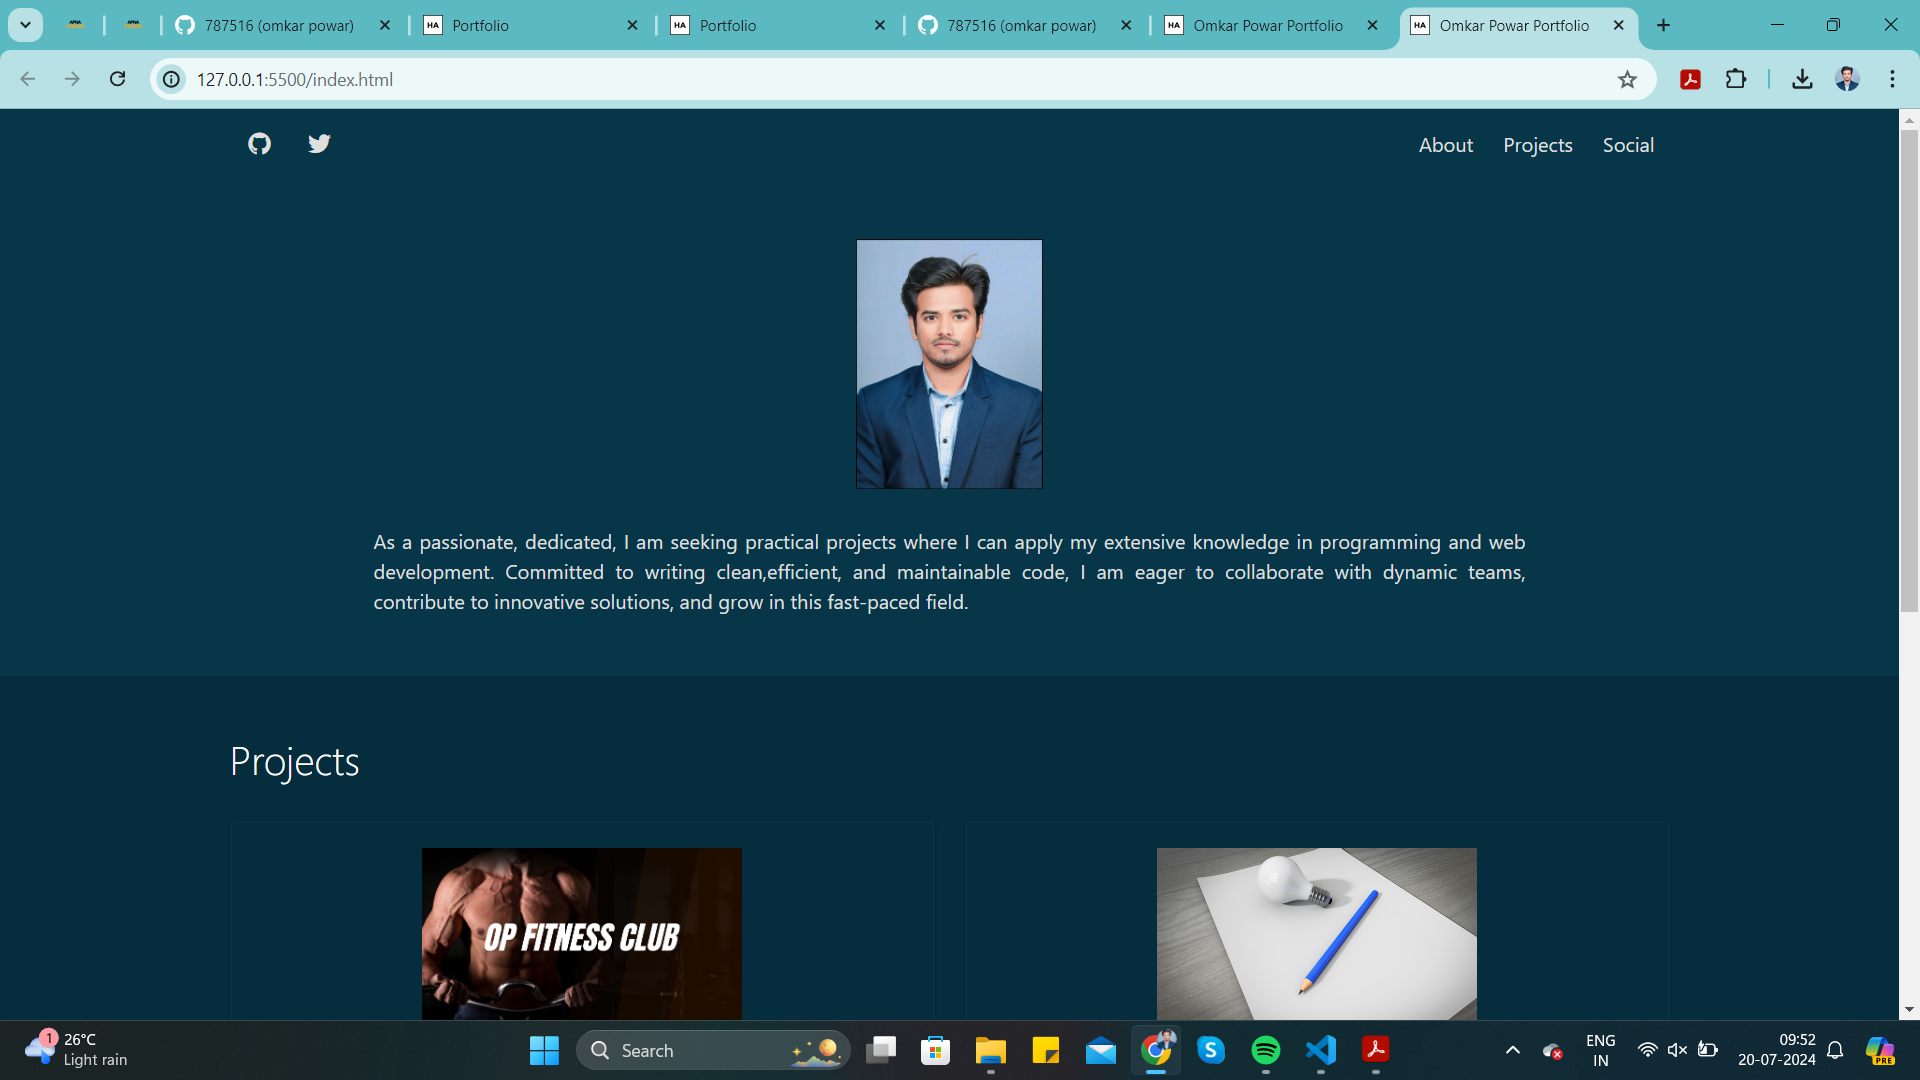 787516 (omkar powar)
Portfolio
Portfolio
787516 (omkar powar)
Omkar Powar Portfolio
Omkar Powar Portfolio
127.0.0.1:5500/index.html
About Projects Social
As a passionate, dedicated, I am seeking practical projects where I can apply my extensive knowledge in programming and web
development. Committed to writing clean,efficient, and maintainable code, I am eager to collaborate with dynamic teams,
contribute to innovative solutions, and grow in this fast-paced field.
Projects
OP FITNESS CLUB
1
26°C
Light rain
Search
ENG
IN
09:52
20-07-2024
PRE